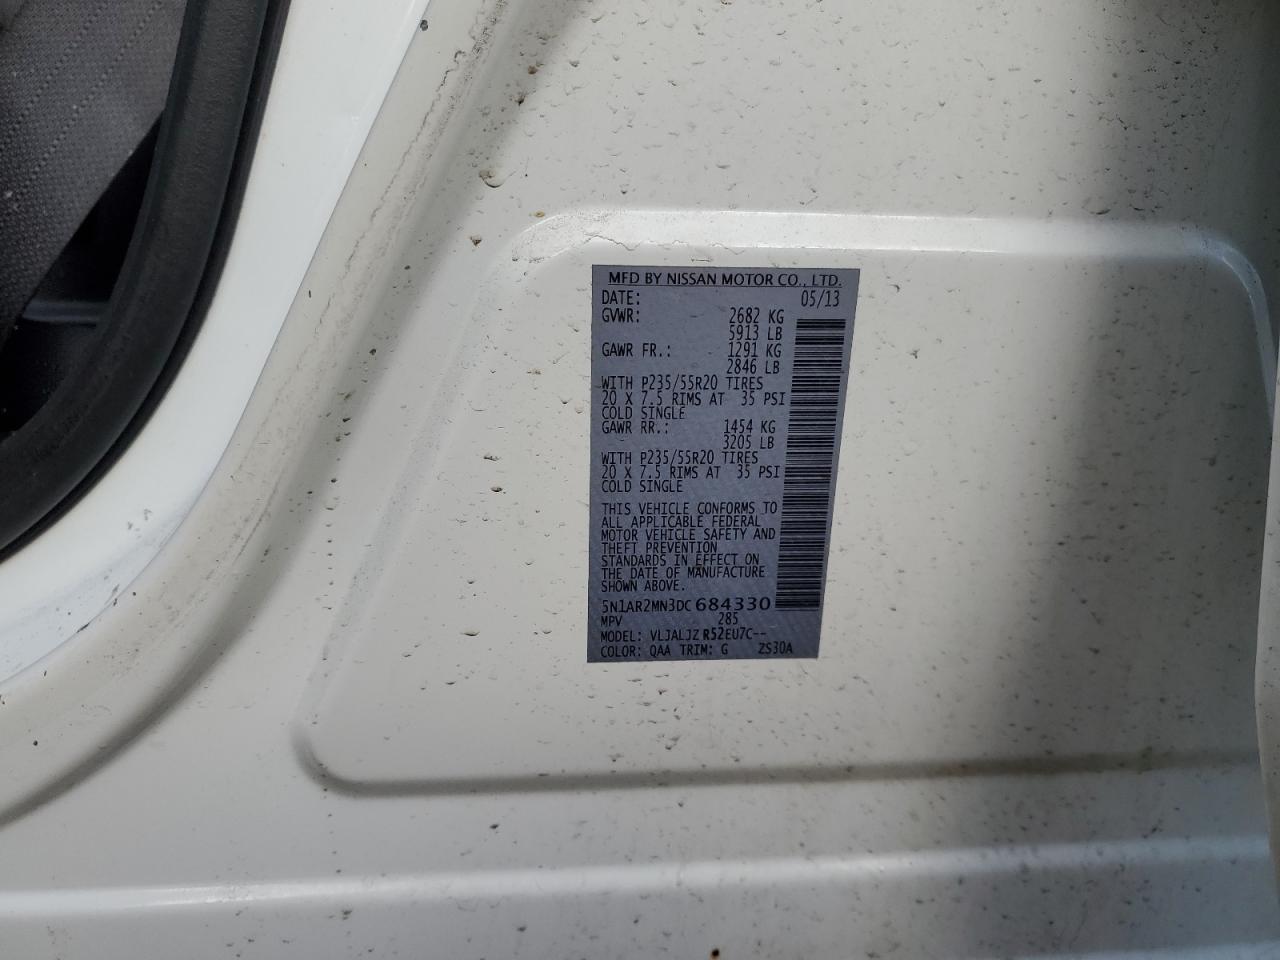 MFD BY NISSAN MOTOR CO., LTD.
DATE: 05/13
GVWR: 2682 KG
5913 LB
GAWR FR.: 1291 KG
2846 LB
WITH P235/55R20 TIRES
20 X 7.5 RIMS AT 35 PSI
COLD SINGLE
GAWR RR.: 1454 KG
3205 LB
WITH P235/55R20 TIRES
20 X 7.5 RIMS AT 35 PSI
COLD SINGLE
THIS VEHICLE CONFORMS TO
ALL APPLICABLE FEDERAL
MOTOR VEHICLE SAFETY AND
THEFT PREVENTION
STANDARDS IN EFFECT ON
THE DATE OF MANUFACTURE
SHOWN ABOVE.
5N1AR2MN3DC684330
MPV 285
MODEL: VLJALJZ R52EU7C--
COLOR: QAA TRIM: G ZS30A